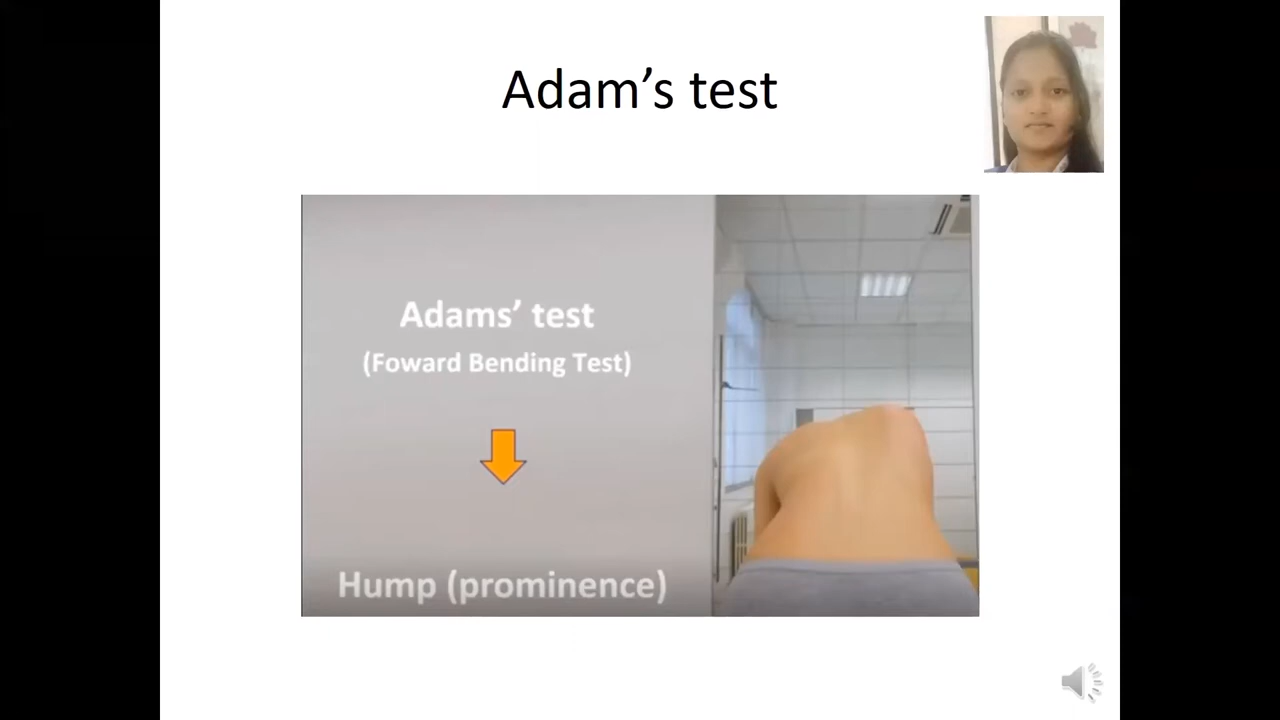 Adam’s test
Adams’ test
(Foward Bending Test)
Hump (prominence)